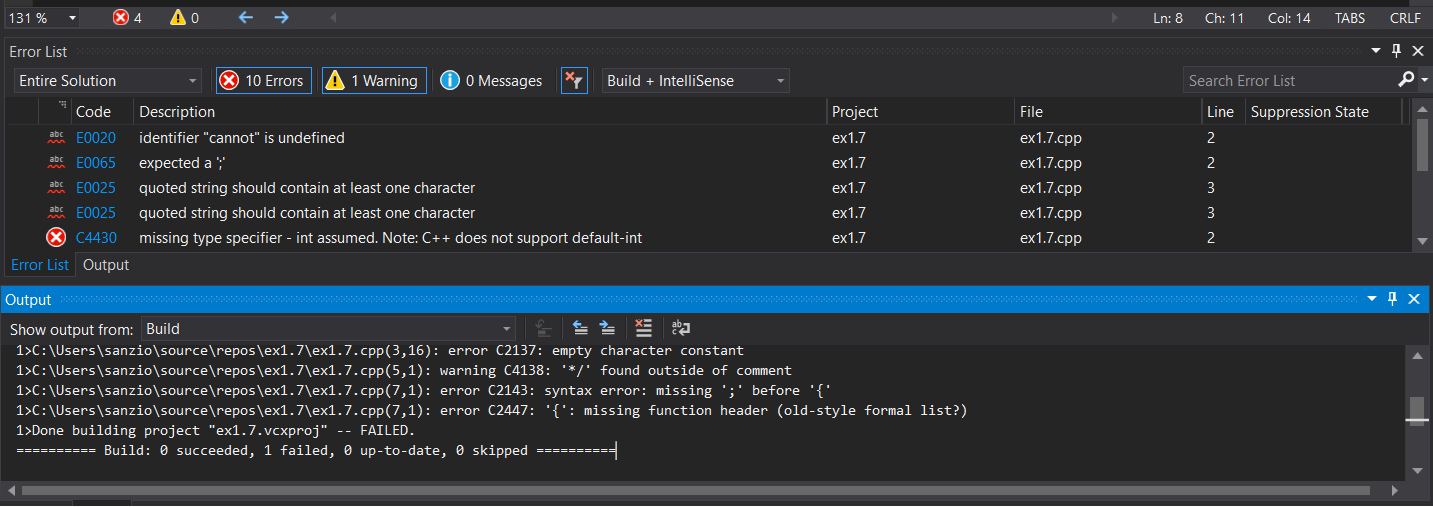 131 % 4 0 Ln: 8 Ch: 11 Col: 14 TABS CRLF
Error List
Entire Solution 10 Errors 1 Warning 0 Messages Build + IntelliSense Search Error List
Code Description Project File Line Suppression State
abc E0020 identifier "cannot" is undefined ex1.7 ex1.7.cpp 2
abc E0065 expected a ';' ex1.7 ex1.7.cpp 2
abc E0025 quoted string should contain at least one character ex1.7 ex1.7.cpp 3
abc E0025 quoted string should contain at least one character ex1.7 ex1.7.cpp 3
C4430 missing type specifier - int assumed. Note: C++ does not support default-int ex1.7 ex1.7.cpp 2
Error List Output
Output
Show output from: Build
1>C:\Users\sanzio\source\repos\ex1.7\ex1.7.cpp(3,16): error C2137: empty character constant
1>C:\Users\sanzio\source\repos\ex1.7\ex1.7.cpp(5,1): warning C4138: '*/' found outside of comment
1>C:\Users\sanzio\source\repos\ex1.7\ex1.7.cpp(7,1): error C2143: syntax error: missing ';' before '{'
1>C:\Users\sanzio\source\repos\ex1.7\ex1.7.cpp(7,1): error C2447: '{': missing function header (old-style formal list?)
1>Done building project "ex1.7.vcxproj" -- FAILED.
========== Build: 0 succeeded, 1 failed, 0 up-to-date, 0 skipped ==========